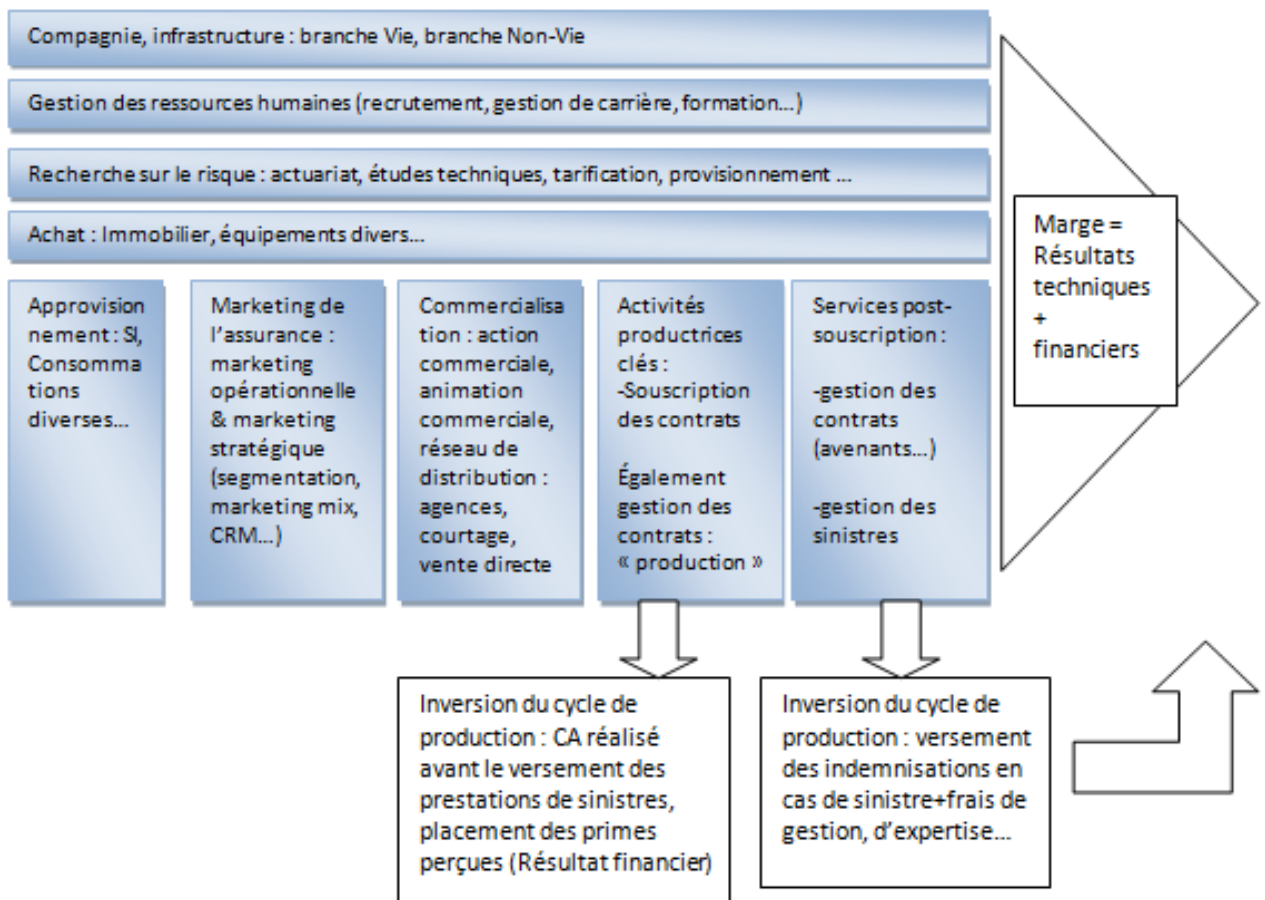 Compagnie, infrastructure : branche Vie, branche Non-Vie
Gestion des ressources humaines (recrutement, gestion de carrière, formation...)
Recherche sur le risque : actuariat, études techniques, tarification, provisionnement ...
Achat : Immobilier, équipements divers...
Approvision
nement : SI,
Consomma
tions
diverses...
Marketing de
l'assurance :
marketing
opérationnelle
& marketing
stratégique
(segmentation,
marketing mix,
CRM...)
Commercialisa
tion : action
commerciale,
animation
commerciale,
réseau de
distribution :
agences,
courtage,
vente directe
Activités
productrices
clés :
-Souscription
des contrats
Également
gestion des
contrats :
« production »
Services post-
souscription :
-gestion des
contrats
(avenants...)
-gestion des
sinistres
Marge =
Résultats
techniques
+
financiers
Inversion du cycle de
production : CA réalisé
avant le versement des
prestations de sinistres,
placement des primes
perçues (Résultat financier)
Inversion du cycle de
production : versement
des indemnisations en
cas de sinistre+frais de
gestion, d'expertise...